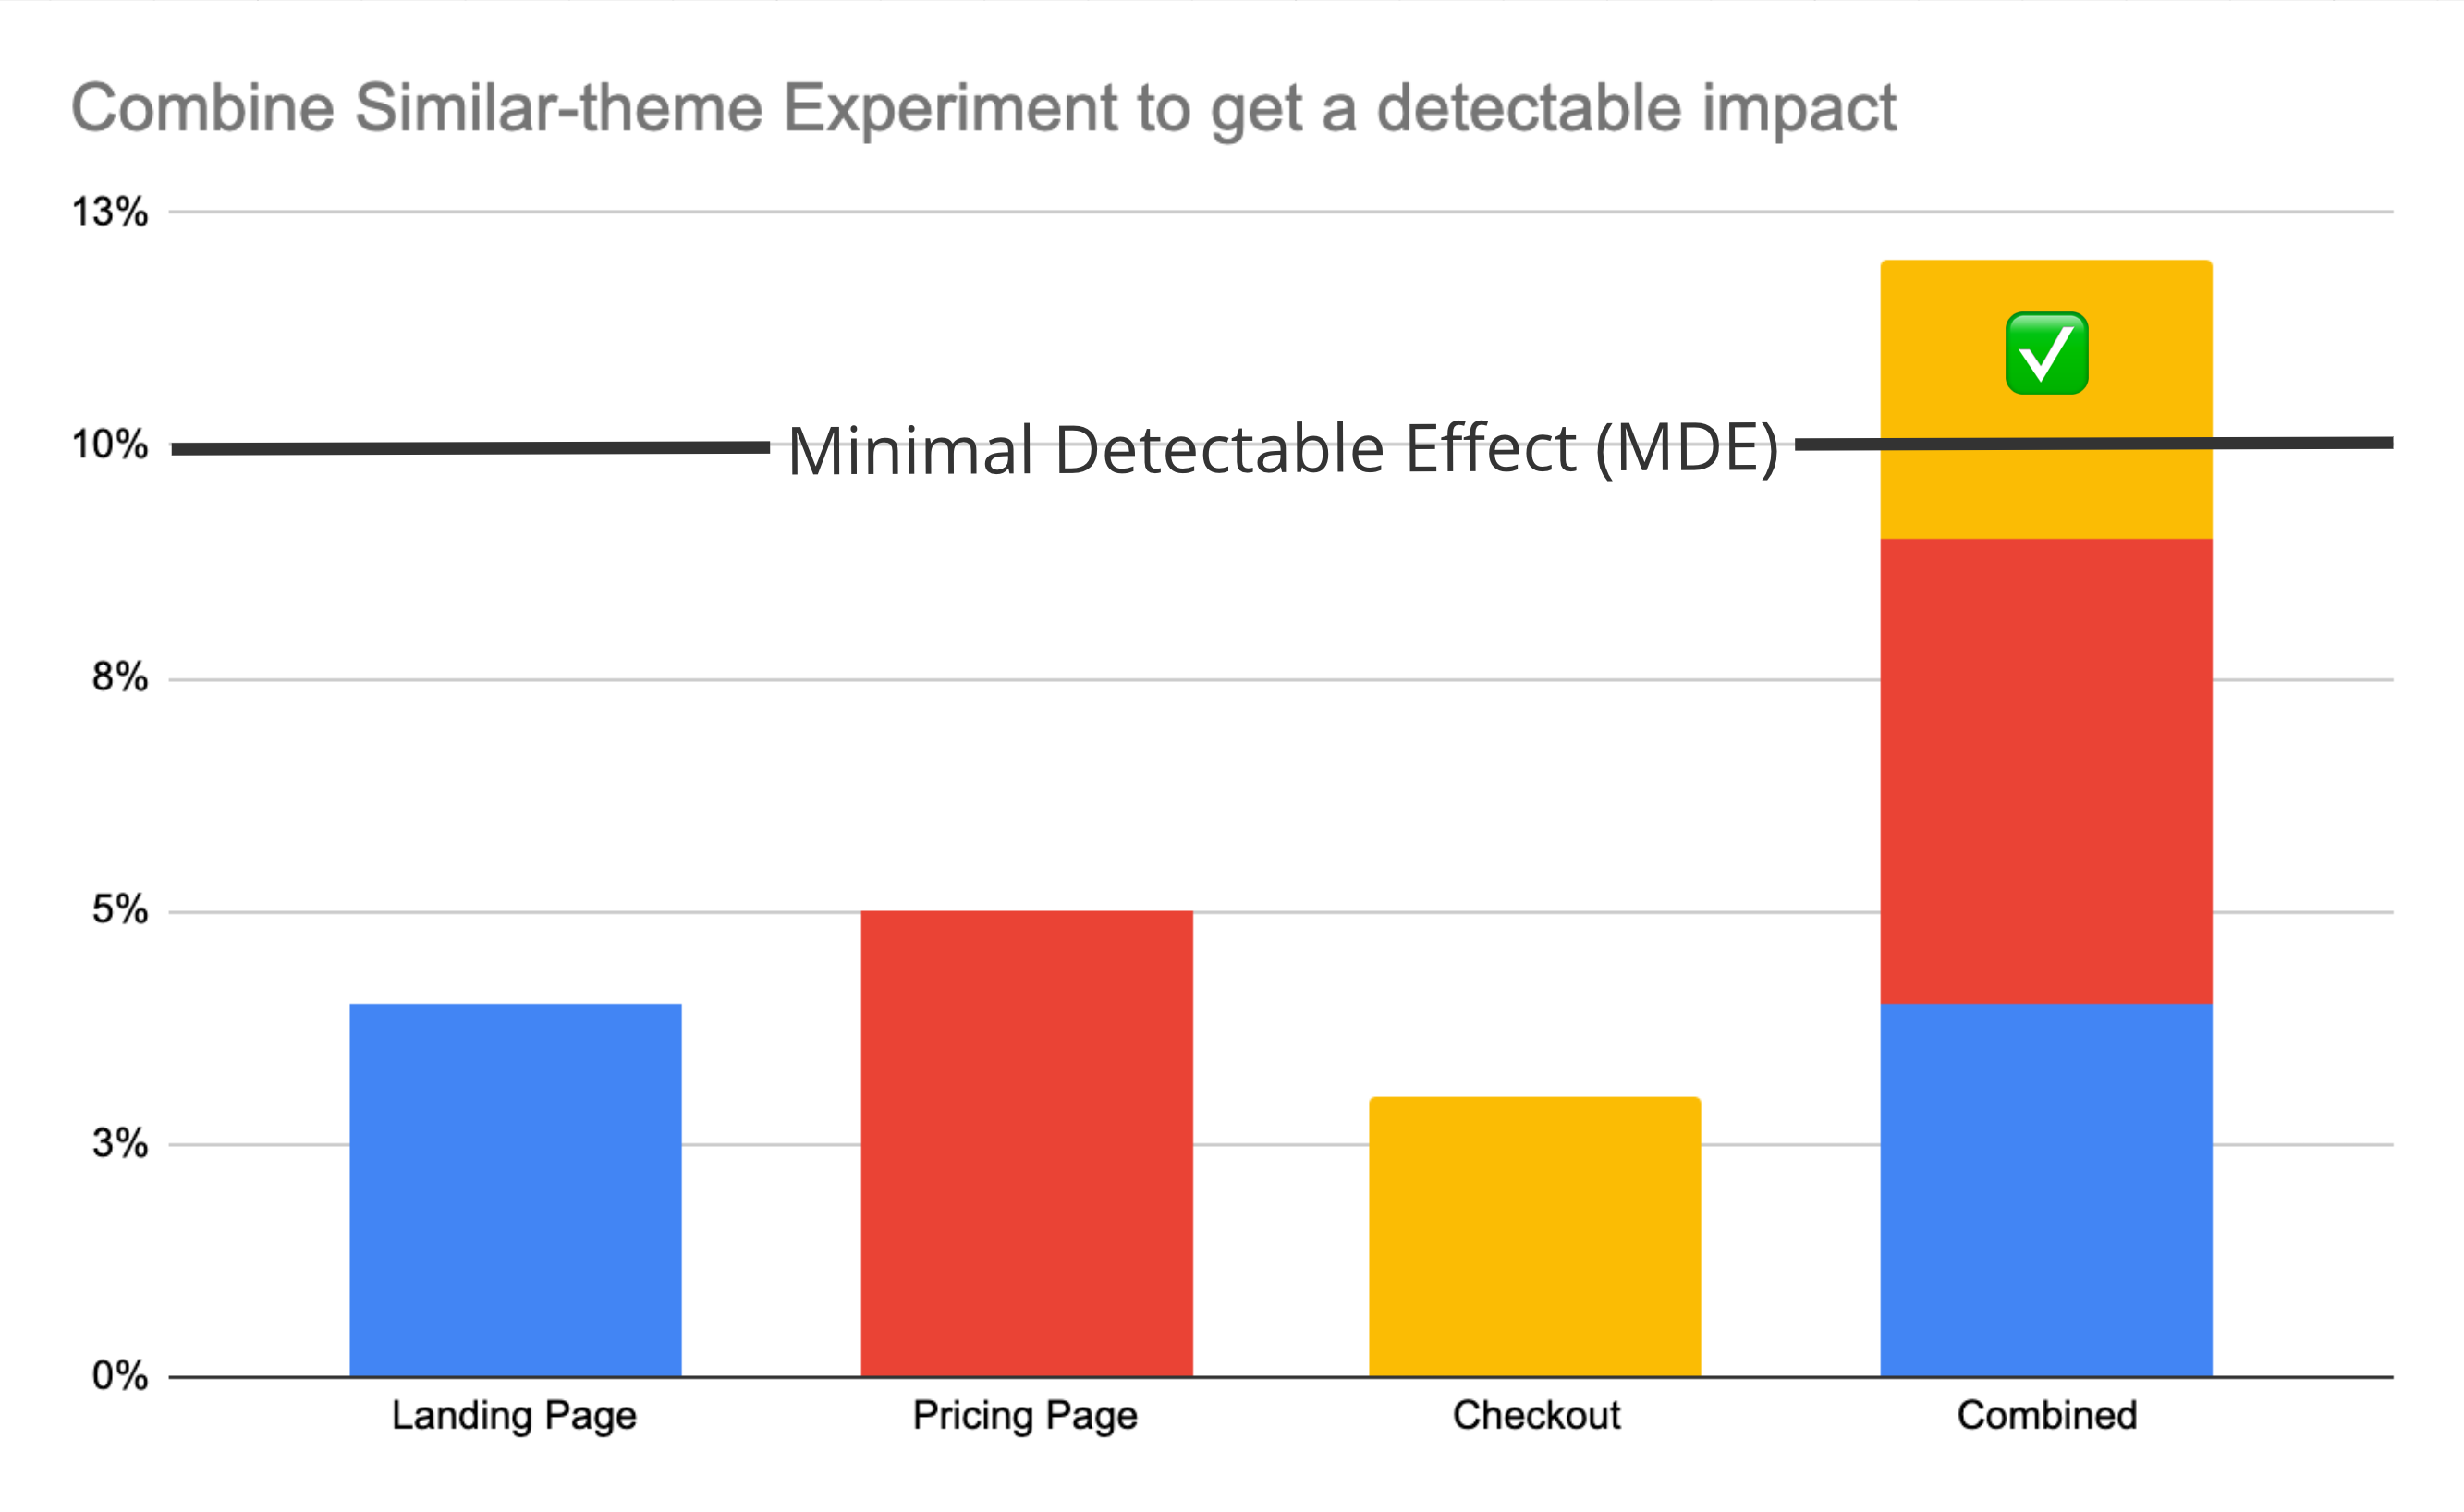 Combine Similar-theme Experiment to get a detectable impact
13%
10%
Minimal Detectable Effect (MDE)
8%
5%
3%
0%
Landing Page
Pricing Page
Checkout
Combined